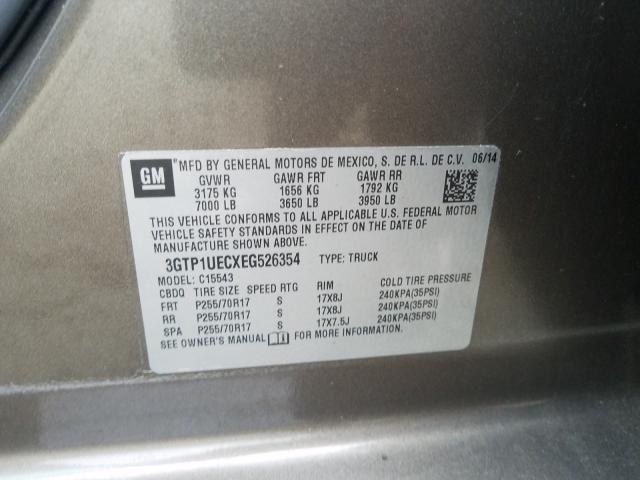 GM
*MFD BY GENERAL MOTORS DE MEXICO, S. DE R.L. DE C.V. 06/14
GVWR GAWR FRT GAWR RR
3175 KG 1656 KG 1792 KG
7000 LB 3650 LB 3950 LB
THIS VEHICLE CONFORMS TO ALL APPLICABLE U.S. FEDERAL MOTOR
VEHICLE SAFETY STANDARDS IN EFFECT ON THE DATE OF
MANUFACTURE SHOWN ABOVE.
3GTP1UECXEG526354 TYPE: TRUCK
MODEL: C15543
CBDQ TIRE SIZE SPEED RTG RIM COLD TIRE PRESSURE
FRT P255/70R17 S 17X8J 240KPA(35PSI)
RR P255/70R17 S 17X8J 240KPA(35PSI)
SPA P255/70R17 S 17X7.5J 240KPA(35PSI)
SEE OWNER'S MANUAL FOR MORE INFORMATION.